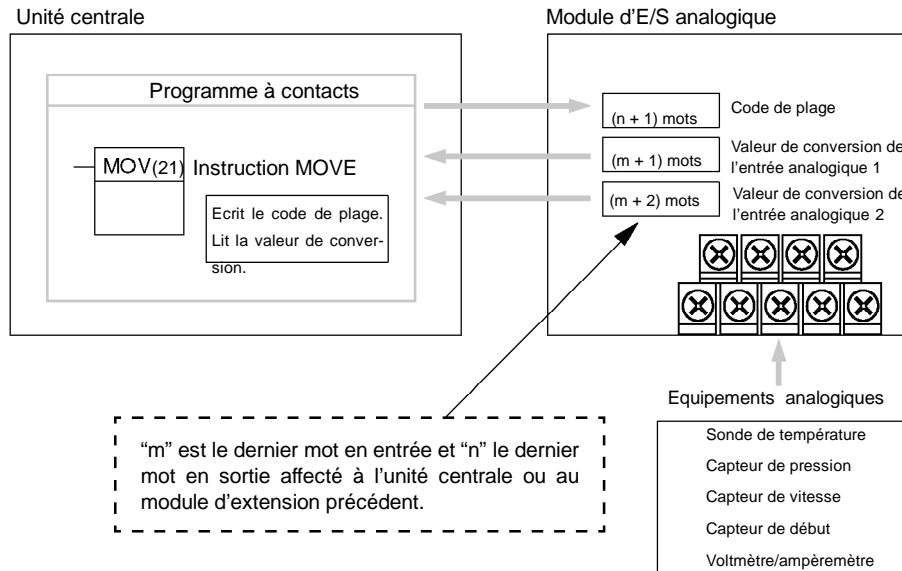 Unité centrale
Module d'E/S analogique
Programme à contacts
MOV(21) Instruction MOVE
Ecrit le code de plage.
Lit la valeur de conver-
sion.
(n + 1) mots
Code de plage
(m + 1) mots
Valeur de conversion de
l'entrée analogique 1
(m + 2) mots
Valeur de conversion de
l'entrée analogique 2
Equipements analogiques
Sonde de température
Capteur de pression
Capteur de vitesse
Capteur de début
Voltmètre/ampèremètre
“m” est le dernier mot en entrée et “n” le dernier
mot en sortie affecté à l'unité centrale ou au
module d'extension précédent.